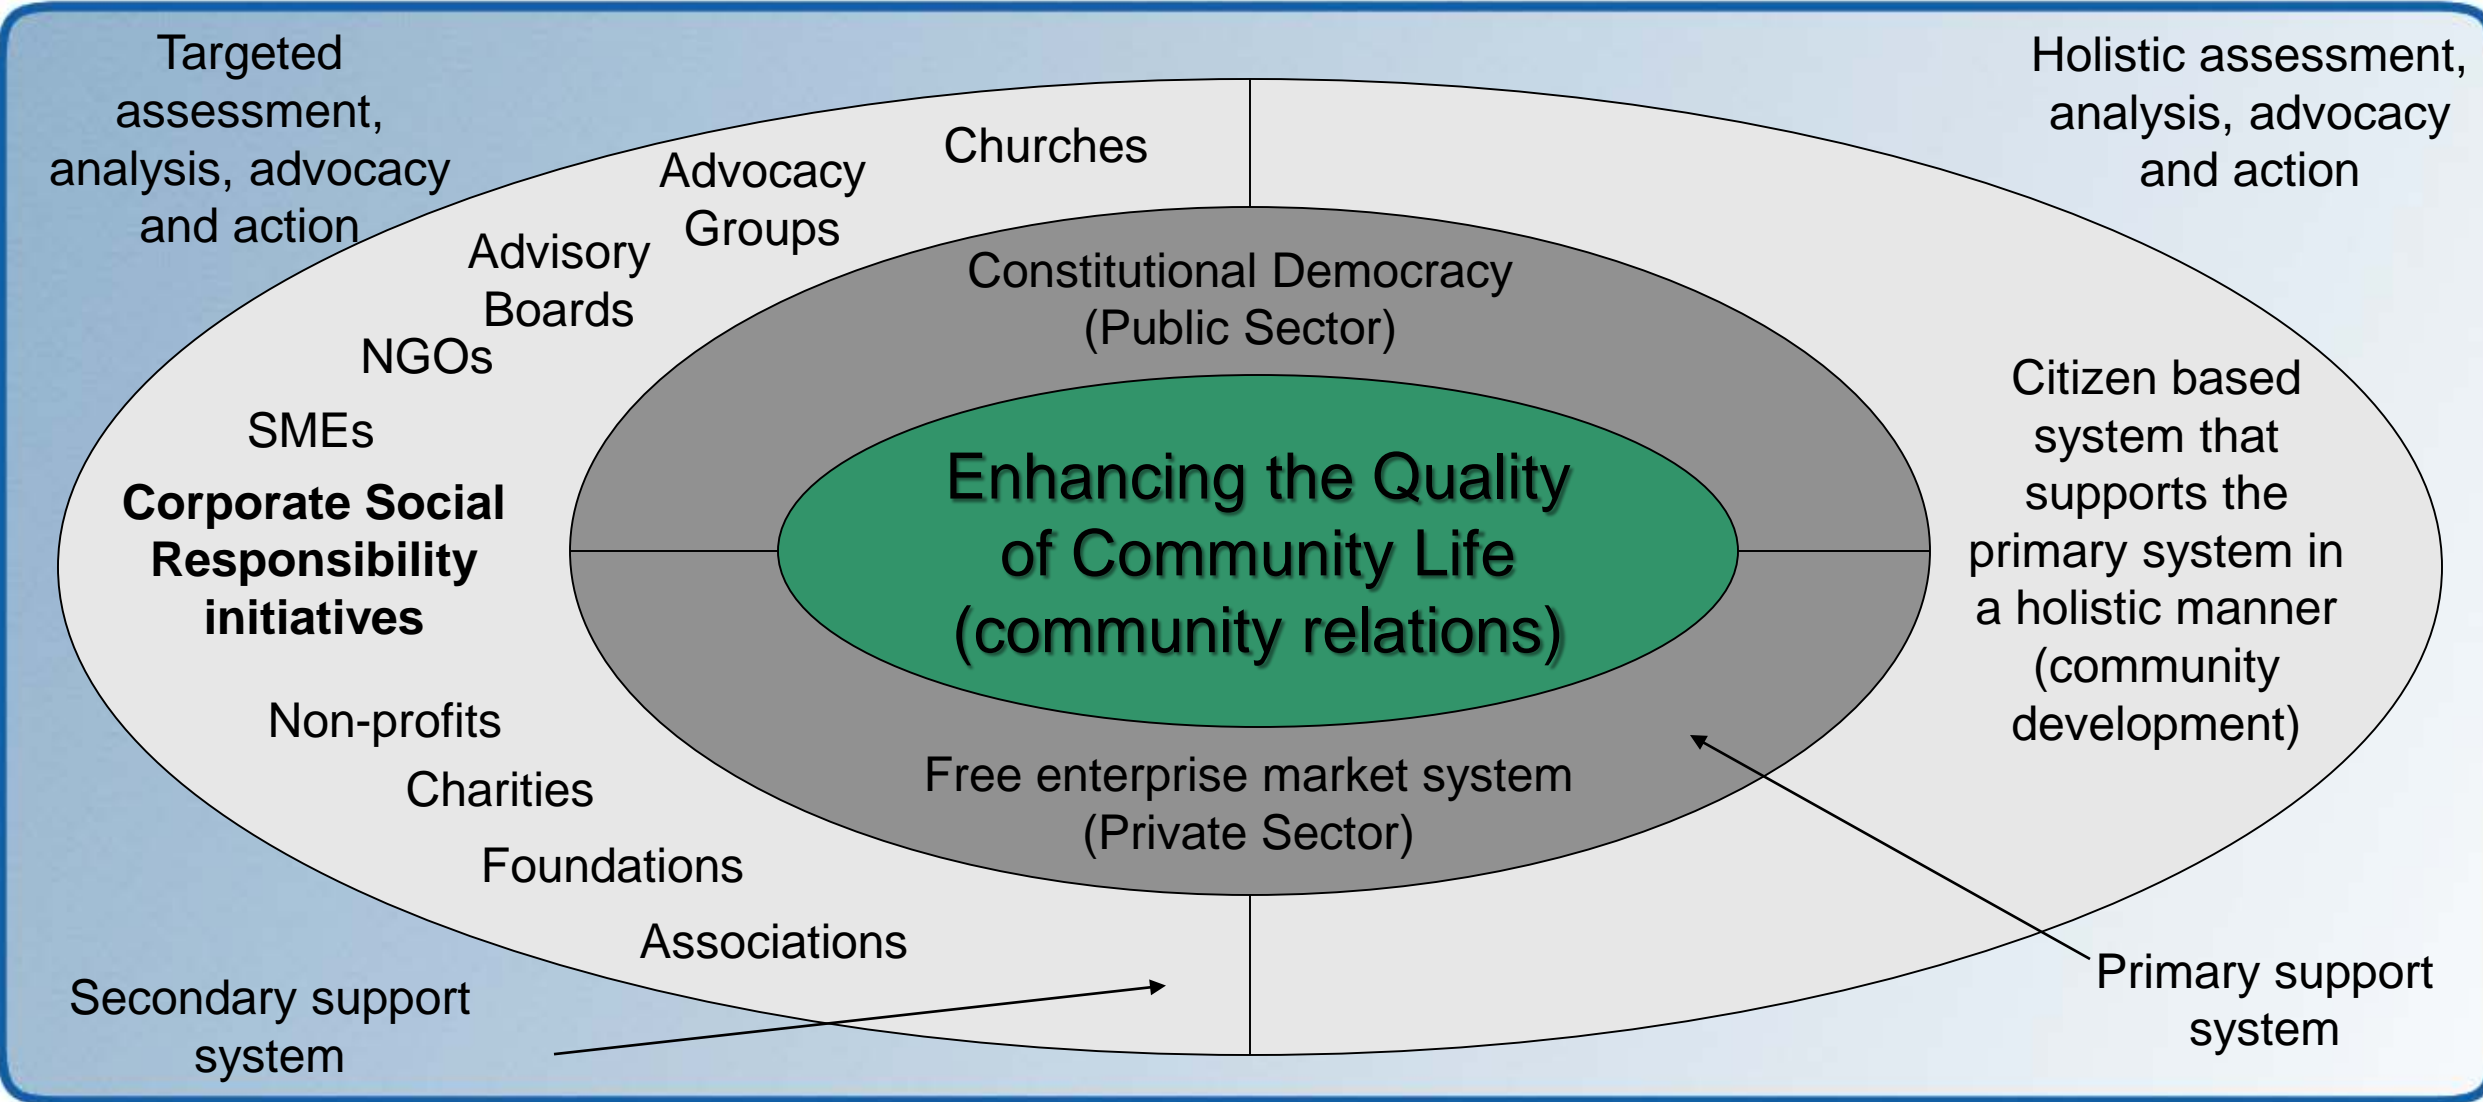 Targeted
assessment,
analysis, advocacy
and action
Holistic assessment,
analysis, advocacy
and action
Churches
Advocacy
Groups
Advisory
Boards
NGOs
SMEs
Corporate Social
Responsibility
initiatives
Non-profits
Charities
Foundations
Associations
Constitutional Democracy
(Public Sector)
Enhancing the Quality
of Community Life
(community relations)
Free enterprise market system
(Private Sector)
Citizen based
system that
supports the
primary system in
a holistic manner
(community
development)
Secondary support
system
Primary support
system